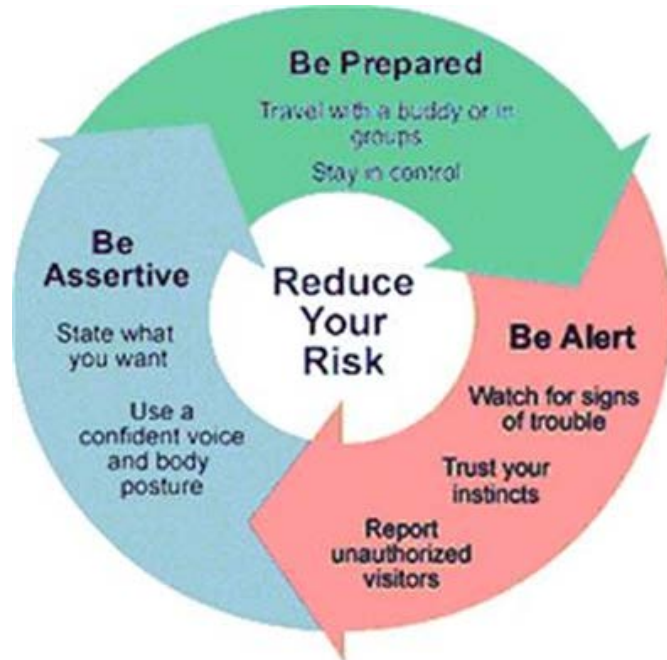 Be Prepared
Travel with a buddy or in
groups
Stay in control
Reduce
Your
Risk
Be Alert
Watch for signs
of trouble
Trust your
instincts
Report
unauthorized
visitors
Be
Assertive
State what
you want
Use a
confident voice
and body
posture